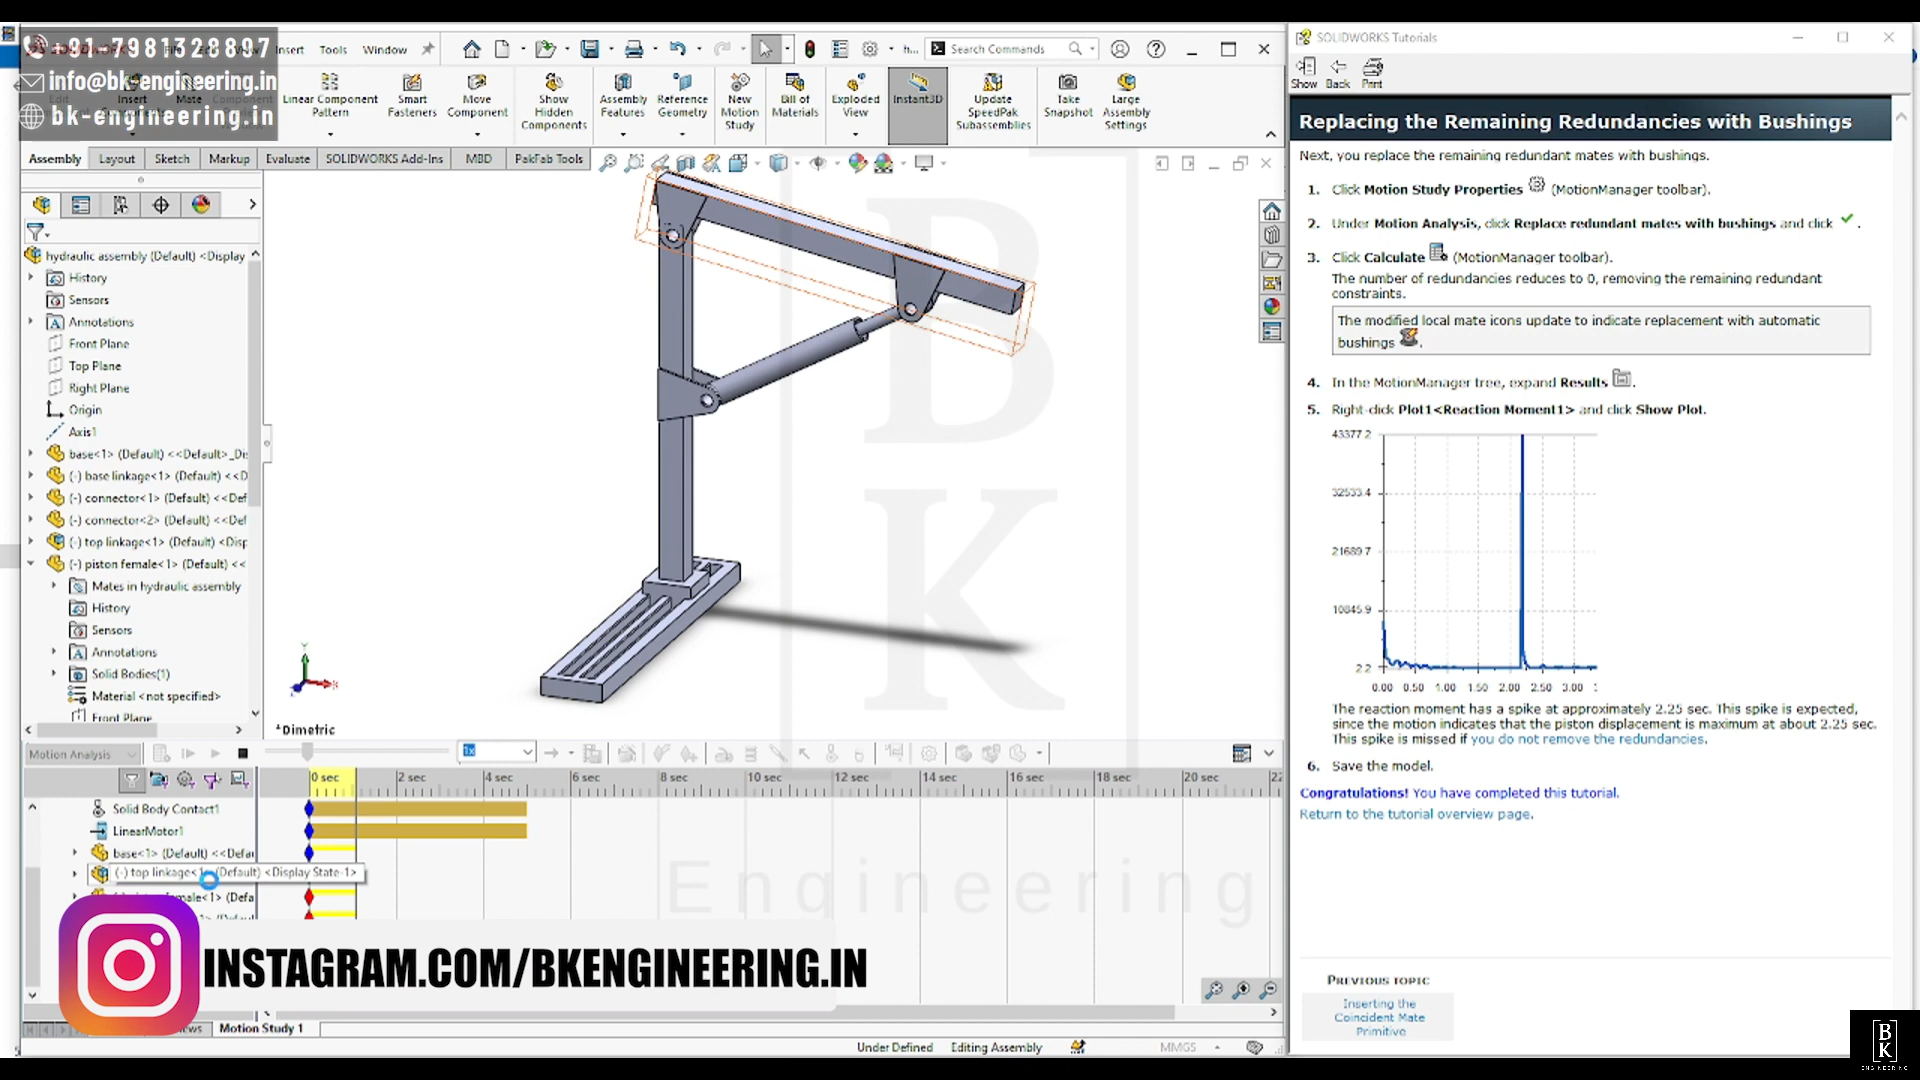 +91-7981328897
info@bk-engineering.in
bk-engineering.in
Insert Tools Window
h...
Search Commands
Insert
Mate
Linear Component Pattern
Smart Fasteners
Move Component
Show Hidden Components
Assembly Features
Reference Geometry
New Motion Study
Bill of Materials
Exploded View
Instant3D
Update SpeedPak Subassemblies
Take Snapshot
Large Assembly Settings
Assembly Layout Sketch Markup Evaluate SOLIDWORKS Add-Ins MBD PakFab Tools
hydraulic assembly (Default) <Display
History
Sensors
Annotations
Front Plane
Top Plane
Right Plane
Origin
Axis1
base<1> (Default) <<Default>_Di
(-) base linkage<1> (Default) <<D
(-) connector<1> (Default) <<Def
(-) connector<2> (Default) <<Def
(-) top linkage<1> (Default) <Disp
(-) piston female<1> (Default) <<
Mates in hydraulic assembly
History
Sensors
Annotations
Solid Bodies(1)
Material <not specified>
Front Plane
*Dimetric
B
K
Engineering
Motion Analysis
1x
0 sec 2 sec 4 sec 6 sec 8 sec 10 sec 12 sec 14 sec 16 sec 18 sec 20 sec 22
Solid Body Contact1
LinearMotor1
base<1> (Default) <<Defau
(-) top linkage<1> (Default) <Display State-1>
female<1> (Defa
INSTAGRAM.COM/BKENGINEERING.IN
Motion Study 1
Under Defined Editing Assembly MMGS
SOLIDWORKS Tutorials
Show Back Print
Replacing the Remaining Redundancies with Bushings
Next, you replace the remaining redundant mates with bushings.
1. Click Motion Study Properties (MotionManager toolbar).
2. Under Motion Analysis, click Replace redundant mates with bushings and click .
3. Click Calculate (MotionManager toolbar).
The number of redundancies reduces to 0, removing the remaining redundant
constraints.
The modified local mate icons update to indicate replacement with automatic
bushings .
4. In the MotionManager tree, expand Results .
5. Right-click Plot1<Reaction Moment1> and click Show Plot.
43377.2
32533.4
21689.7
10845.9
2.2
0.00 0.50 1.00 1.50 2.00 2.50 3.00
The reaction moment has a spike at approximately 2.25 sec. This spike is expected,
since the motion indicates that the piston displacement is maximum at about 2.25 sec.
This spike is missed if you do not remove the redundancies.
6. Save the model.
Congratulations! You have completed this tutorial.
Return to the tutorial overview page.
PREVIOUS TOPIC
Inserting the
Coincident Mate
Primitive
B
K
ENGINEERING